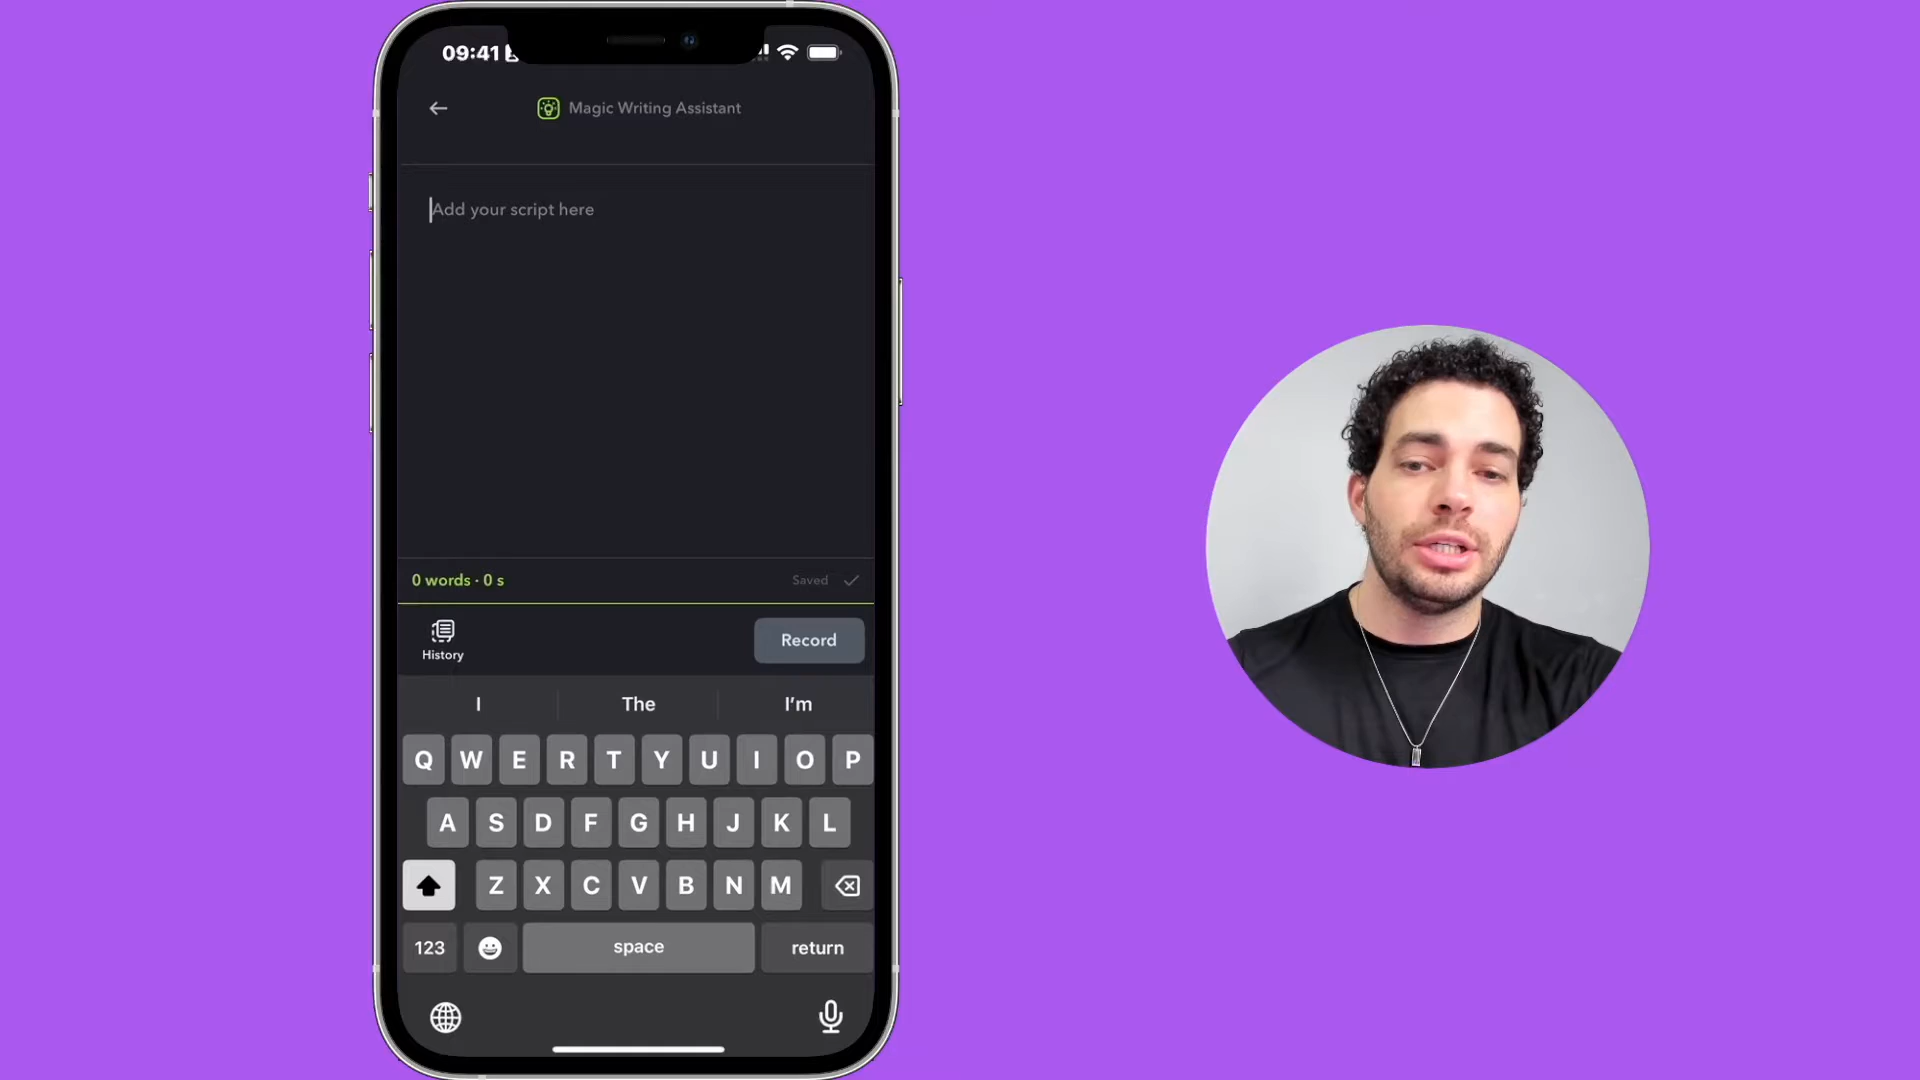 09:41
Magic Writing Assistant
Add your script here
0 words · 0 s
Saved
History
Record
I The I'm
Q W E R T Y U I O P
A S D F G H J K L
Z X C V B N M
123 space return